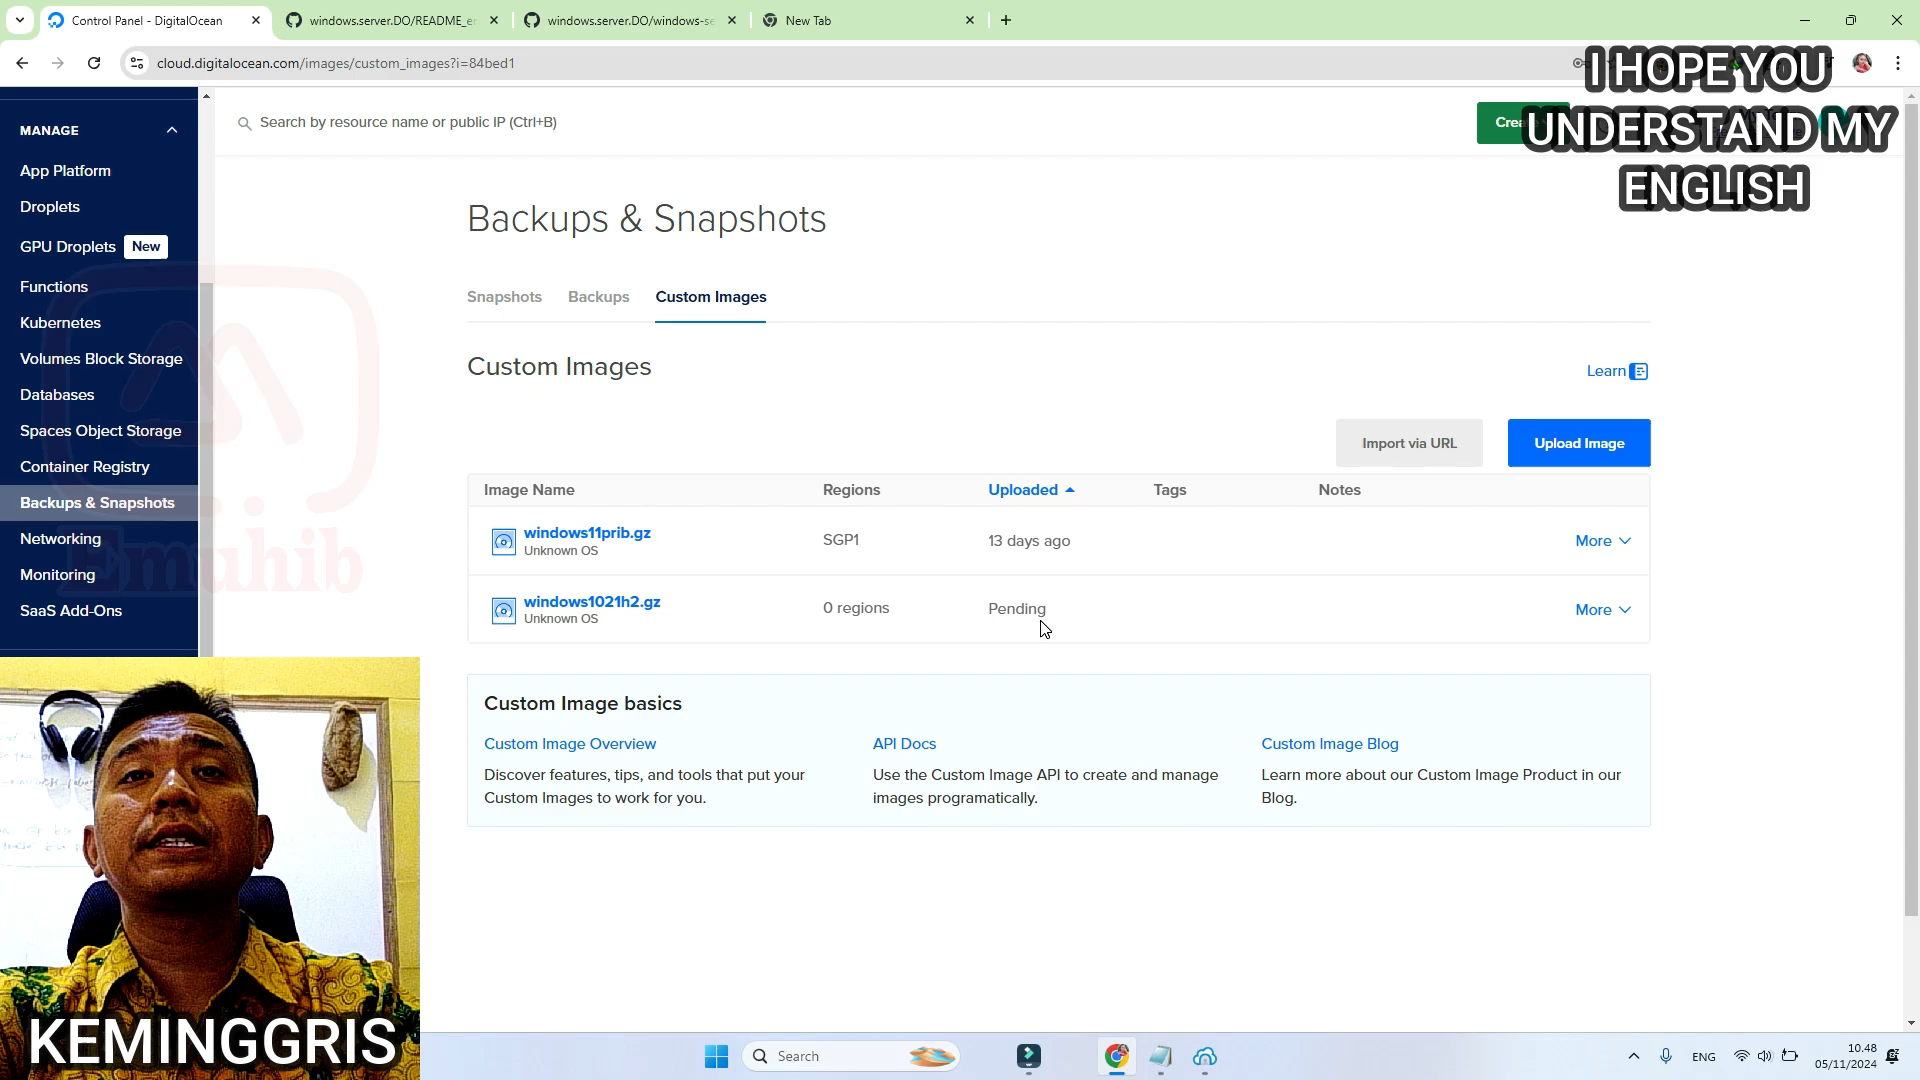 Control Panel - DigitalOcean
windows.server.DO/README_e
windows.server.DO/windows-se
New Tab
cloud.digitalocean.com/images/custom_images?i=84bed1
I HOPE YOU
UNDERSTAND MY
ENGLISH
MANAGE
App Platform
Droplets
GPU Droplets New
Functions
Kubernetes
Volumes Block Storage
Databases
Spaces Object Storage
Container Registry
Backups & Snapshots
Networking
Monitoring
SaaS Add-Ons
Emuhib
Search by resource name or public IP (Ctrl+B)
Backups & Snapshots
Snapshots
Backups
Custom Images
Custom Images
Learn
Import via URL
Upload Image
Image Name
Regions
Uploaded
Tags
Notes
windows11prib.gz
Unknown OS
SGP1
13 days ago
More
windows1021h2.gz
Unknown OS
0 regions
Pending
More
Custom Image basics
Custom Image Overview
Discover features, tips, and tools that put your
Custom Images to work for you.
API Docs
Use the Custom Image API to create and manage
images programatically.
Custom Image Blog
Learn more about our Custom Image Product in our
Blog.
KEMINGGRIS
Search
ENG
10.48
05/11/2024